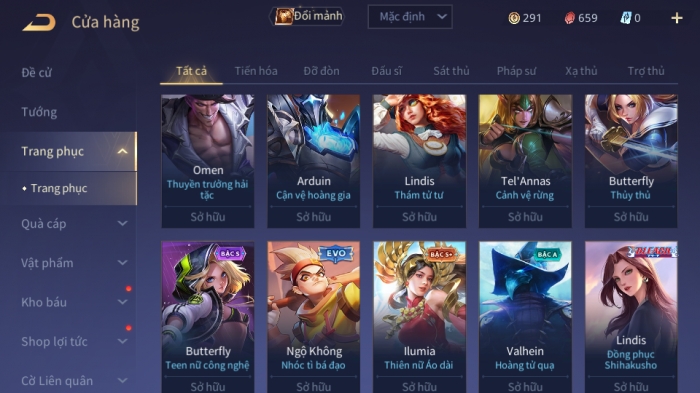 Cửa hàng
Đổi mảnh
Mặc định
291
659
0
Đề cử
Tướng
Trang phục
Trang phục
Quà cáp
Vật phẩm
Kho báu
Shop lợi tức
Cờ Liên quân
Tất cả
Tiến hóa
Đỡ đòn
Đấu sĩ
Sát thủ
Pháp sư
Xạ thủ
Trợ thủ
Omen
Thuyền trưởng hải
tặc
Sở hữu
Arduin
Cận vệ hoàng gia
Sở hữu
Lindis
Thám tử tư
Sở hữu
Tel'Annas
Cảnh vệ rừng
Sở hữu
Butterfly
Thủy thủ
Sở hữu
BẬC S
Butterfly
Teen nữ công nghệ
Sở hữu
EVO
Ngộ Không
Nhóc tì bá đạo
Sở hữu
BẬC S+
Ilumia
Thiên nữ Áo dài
Sở hữu
BẬC A
Valhein
Hoàng tử quạ
Sở hữu
BLEACH
Lindis
Đồng phục
Shihakusho
Sở hữu